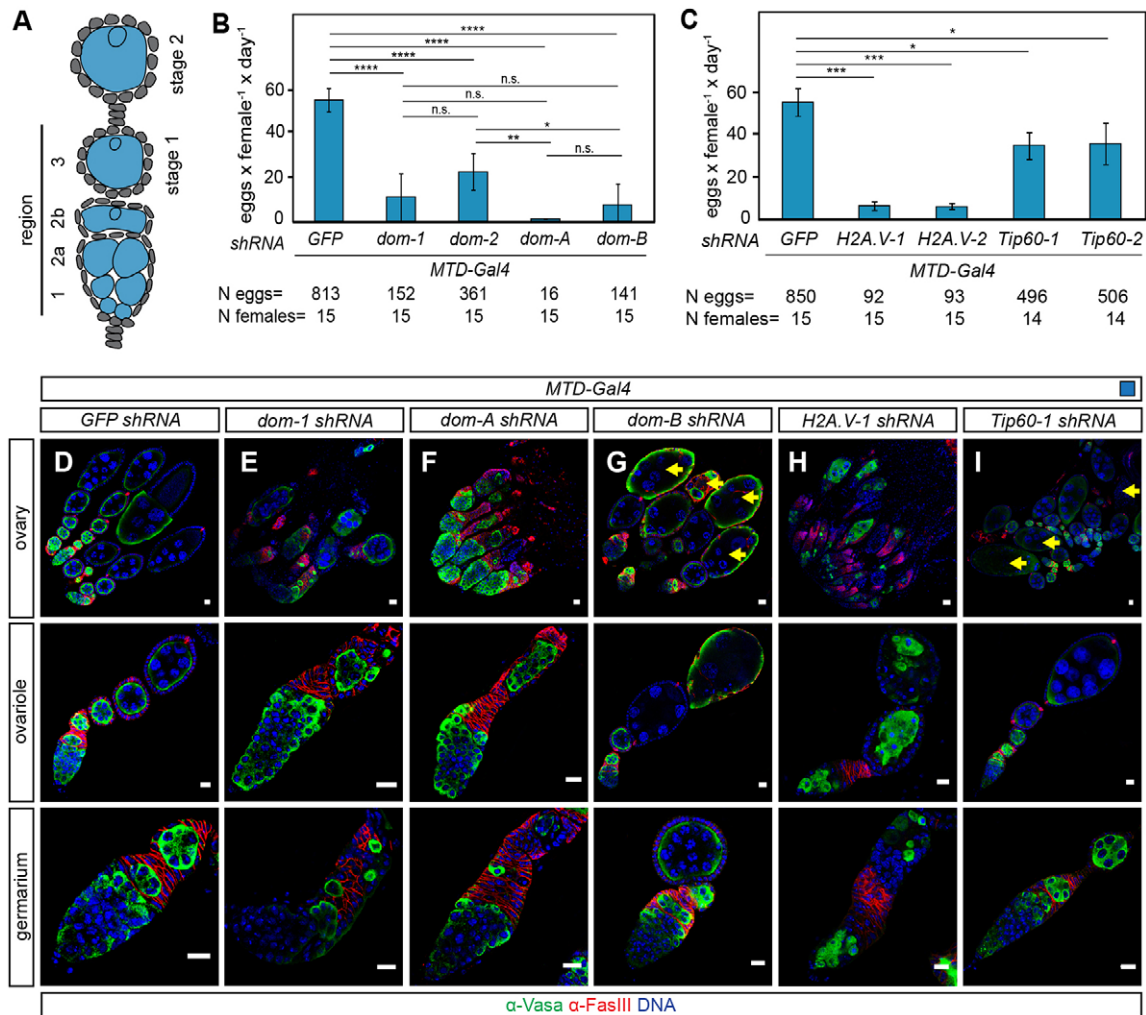 A
stage 2
stage 1
region
3
2b
2a
1
B
eggs x female-1 x day-1
60
40
20
0
****
****
****
****
n.s.
n.s.
n.s.
*
**
n.s.
shRNA GFP dom-1 dom-2 dom-A dom-B
MTD-Gal4
N eggs= 813 152 361 16 141
N females= 15 15 15 15 15
C
eggs x female-1 x day-1
60
40
20
0
*
*
***
***
shRNA GFP H2A.V-1 H2A.V-2 Tip60-1 Tip60-2
MTD-Gal4
N eggs= 850 92 93 496 506
N females= 15 15 15 14 14
MTD-Gal4
GFP shRNA dom-1 shRNA dom-A shRNA dom-B shRNA H2A.V-1 shRNA Tip60-1 shRNA
ovary
D E F G H I
ovariole
germarium
α-Vasa α-FasIII DNA